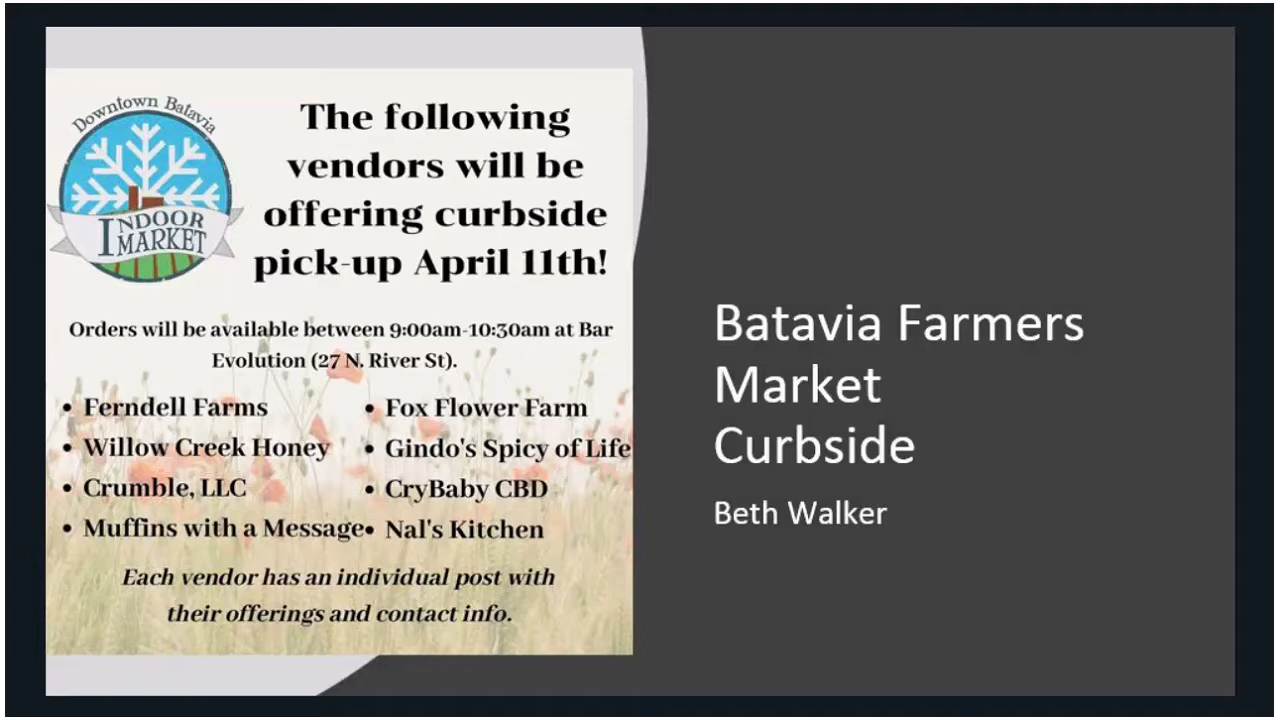 Downtown Batavia
INDOOR
MARKET
The following
vendors will be
offering curbside
pick-up April 11th!
Orders will be available between 9:00am-10:30am at Bar
Evolution (27 N. River St).
• Ferndell Farms
• Willow Creek Honey
• Crumble, LLC
• Muffins with a Message
• Fox Flower Farm
• Gindo's Spicy of Life
• CryBaby CBD
• Nal's Kitchen
Each vendor has an individual post with
their offerings and contact info.
Batavia Farmers
Market
Curbside
Beth Walker